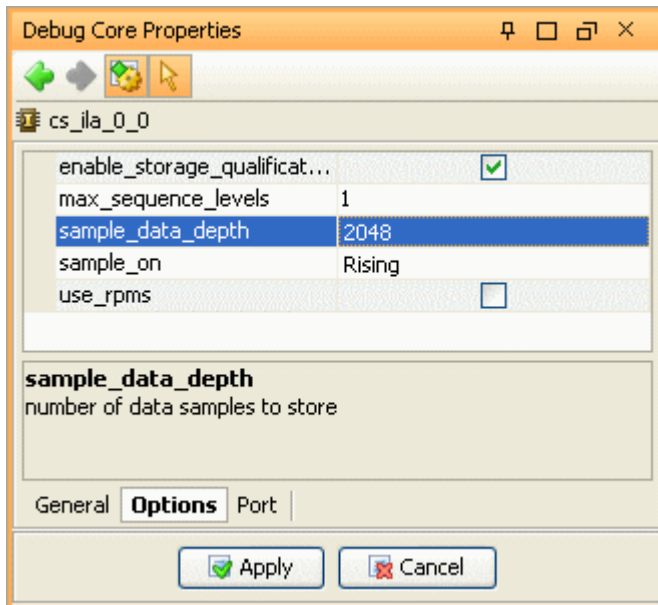 Debug Core Properties
cs_ila_0_0
enable_storage_qualificat...
max_sequence_levels 1
sample_data_depth 2048
sample_on Rising
use_rpms
sample_data_depth
number of data samples to store
General Options Port
Apply Cancel